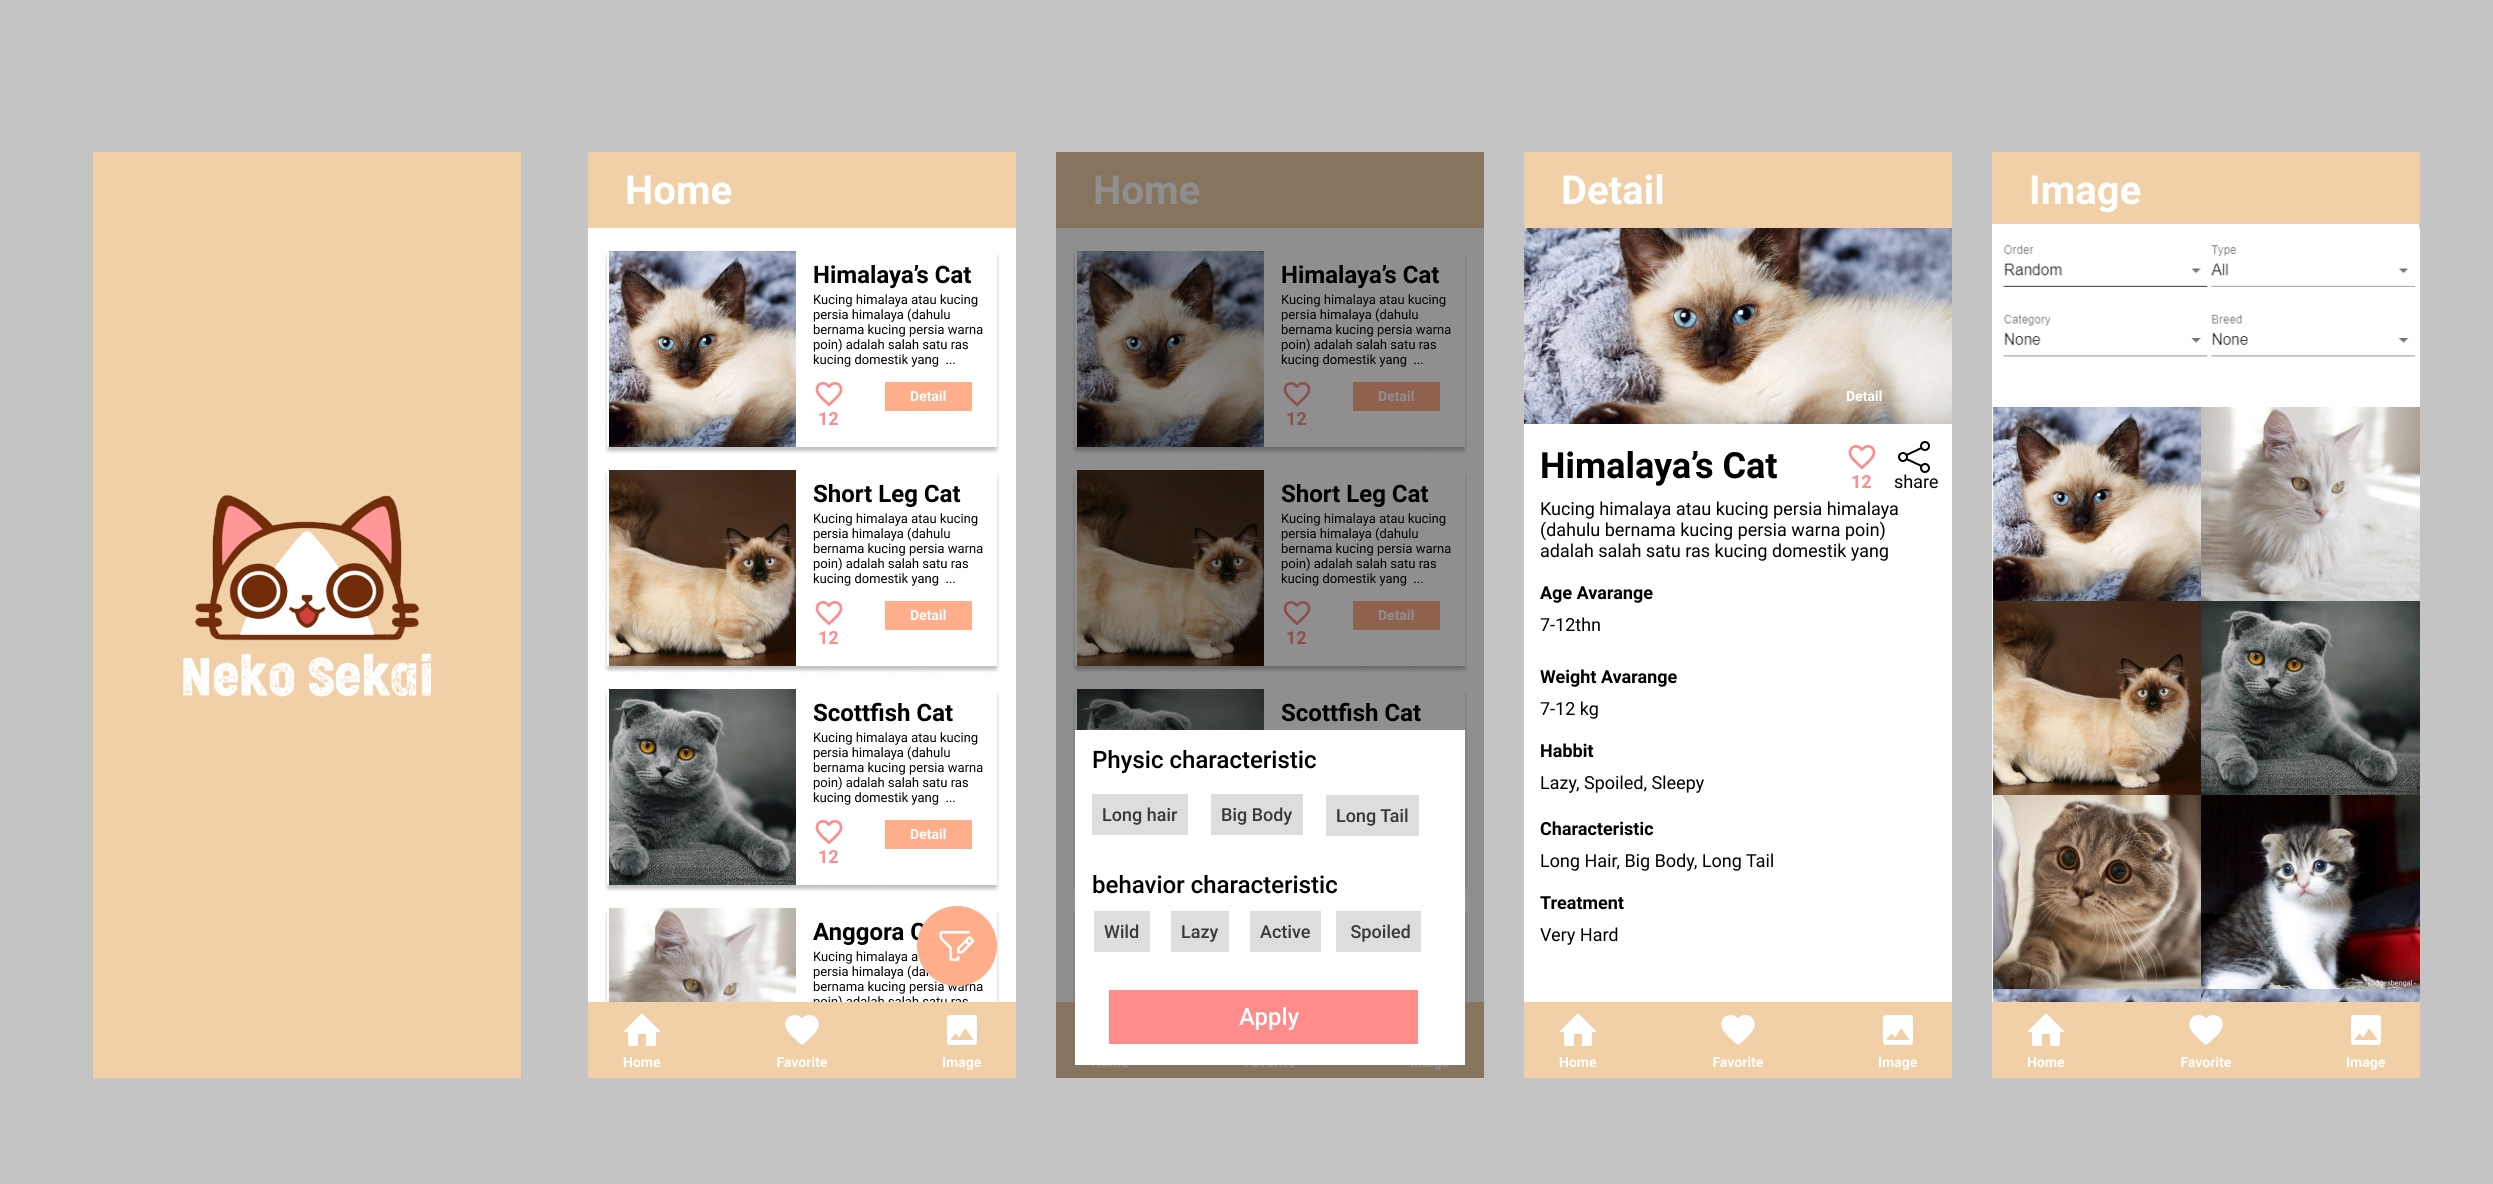 Neko Sekai
Home
Himalaya’s Cat
Kucing himalaya atau kucing
persia himalaya (dahulu
bernama kucing persia warna
poin) adalah salah satu ras
kucing domestik yang ...
12
Detail
Short Leg Cat
Kucing himalaya atau kucing
persia himalaya (dahulu
bernama kucing persia warna
poin) adalah salah satu ras
kucing domestik yang ...
12
Detail
Scottfish Cat
Kucing himalaya atau kucing
persia himalaya (dahulu
bernama kucing persia warna
poin) adalah salah satu ras
kucing domestik yang ...
12
Detail
Anggora
Kucing himalaya
persia himalaya
bernama kucing persia warna
poin) adalah salah satu ras
Home
Favorite
Image
Home
Himalaya’s Cat
Kucing himalaya atau kucing
persia himalaya (dahulu
bernama kucing persia warna
poin) adalah salah satu ras
kucing domestik yang ...
12
Detail
Short Leg Cat
Kucing himalaya atau kucing
persia himalaya (dahulu
bernama kucing persia warna
poin) adalah salah satu ras
kucing domestik yang ...
12
Detail
Scottfish Cat
Physic characteristic
Long hair
Big Body
Long Tail
behavior characteristic
Wild
Lazy
Active
Spoiled
Apply
Detail
Detail
Himalaya’s Cat
12
share
Kucing himalaya atau kucing persia himalaya
(dahulu bernama kucing persia warna poin)
adalah salah satu ras kucing domestik yang
Age Avarange
7-12thn
Weight Avarange
7-12 kg
Habbit
Lazy, Spoiled, Sleepy
Characteristic
Long Hair, Big Body, Long Tail
Treatment
Very Hard
Home
Favorite
Image
Image
Order
Random
Type
All
Category
None
Breed
None
Home
Favorite
Image